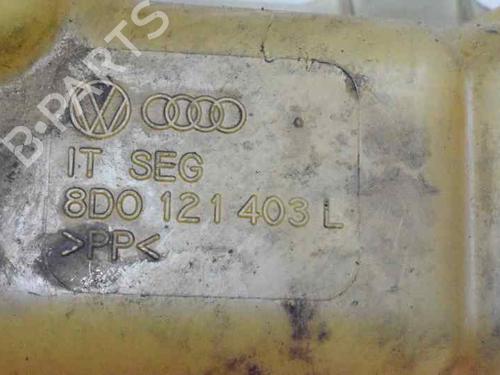 B-PARTS
IT SEG
8D0 121 403 L
>PP<